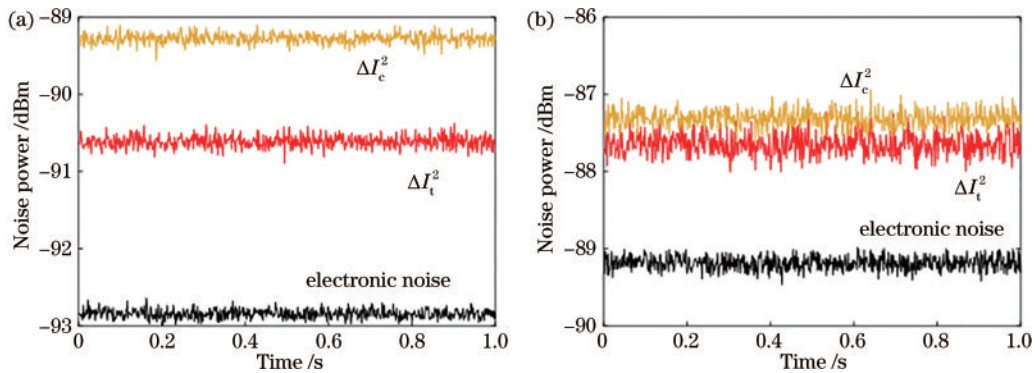 (a)
−89
−90
−91
−92
−93
Noise power /dBm
ΔI_c^2
ΔI_t^2
electronic noise
0 0.2 0.4 0.6 0.8 1.0
Time /s
(b)
−86
−87
−88
−89
−90
Noise power /dBm
ΔI_c^2
ΔI_t^2
electronic noise
0 0.2 0.4 0.6 0.8 1.0
Time /s